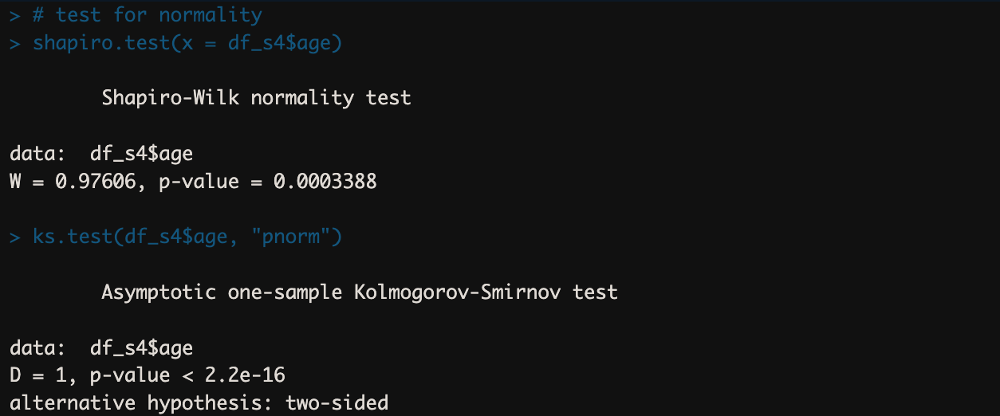 > # test for normality
> shapiro.test(x = df_s4$age)
Shapiro-Wilk normality test
data:  df_s4$age
W = 0.97606, p-value = 0.0003388
> ks.test(df_s4$age, "pnorm")
Asymptotic one-sample Kolmogorov-Smirnov test
data:  df_s4$age
D = 1, p-value < 2.2e-16
alternative hypothesis: two-sided